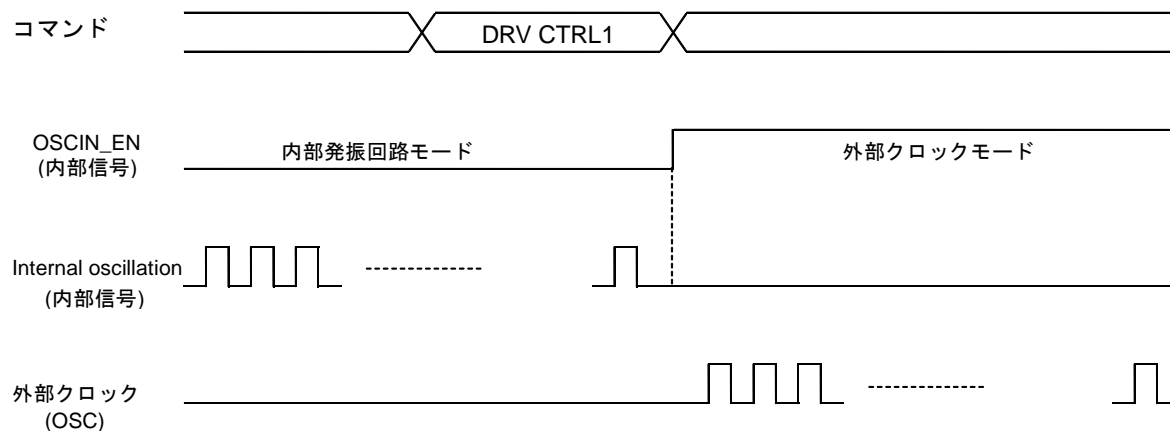 コマンド
DRV CTRL1
OSCIN_EN
(内部信号)
内部発振回路モード
外部クロックモード
Internal oscillation
(内部信号)
外部クロック
(OSC)